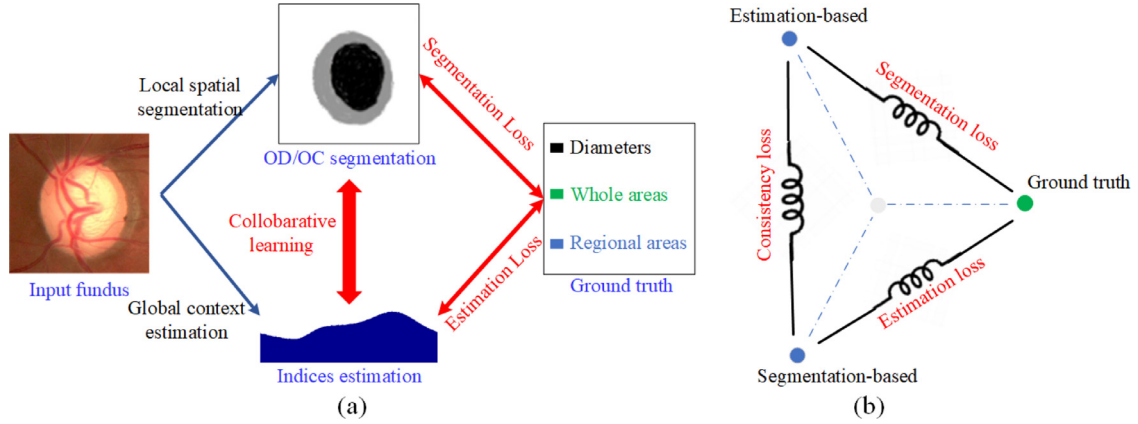 Local spatial
segmentation
OD/OC segmentation
Segmentation Loss
Input fundus
Collobarative
learning
Diameters
Whole areas
Regional areas
Ground truth
Global context
estimation
Estimation Loss
Indices estimation
(a)
Estimation-based
Segmentation loss
Consistency loss
Ground truth
Estimation loss
Segmentation-based
(b)